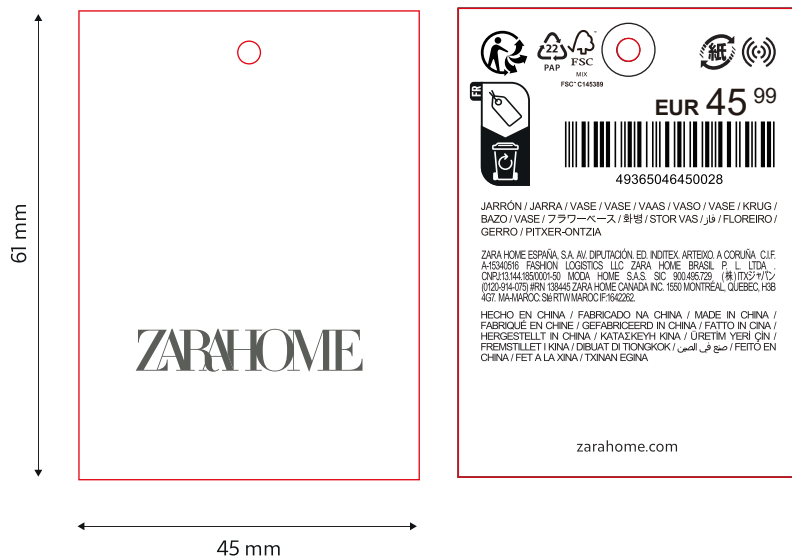 61 mm
ZARAHOME
45 mm
22
PAP
FSC
™
MIX
FSC™ C145389
紙
FR
EUR 45 99
49365046450028
JARRÓN / JARRA / VASE / VASE / VAAS / VASO / VASE / KRUG /
BAZO / VASE / フラワーベース / 화병 / STOR VAS / فاز / FLOREIRO /
GERRO / PITXER-ONTZIA
ZARA HOME ESPAÑA, S.A. AV. DIPUTACIÓN, ED. INDITEX. ARTEIXO. A CORUÑA C.I.F.
A-15340516 FASHION LOGISTICS LLC ZARA HOME BRASIL P. L. LTDA .
CNPJ:13.144.185/0001-50 MODA HOME S.A.S. SIC 900.495.729 (株)ITXジャパン
(0120-914-075) #RN 138445 ZARA HOME CANADA INC. 1550 MONTRÉAL, QUEBEC, H3B
4G7. MA-MAROC: Sté RTW MAROC IF:1642262.
HECHO EN CHINA / FABRICADO NA CHINA / MADE IN CHINA /
FABRIQUÉ EN CHINE / GEFABRICEERD IN CHINA / FATTO IN CINA /
HERGESTELLT IN CHINA / ΚΑΤΑΣΚΕΥΗ ΚΙΝΑ / ÜRETİM YERİ ÇİN /
FREMSTILLET I KINA / DIBUAT DI TIONGKOK / صنع في الصين / FEITO EN
CHINA / FET A LA XINA / TXINAN EGINA
zarahome.com